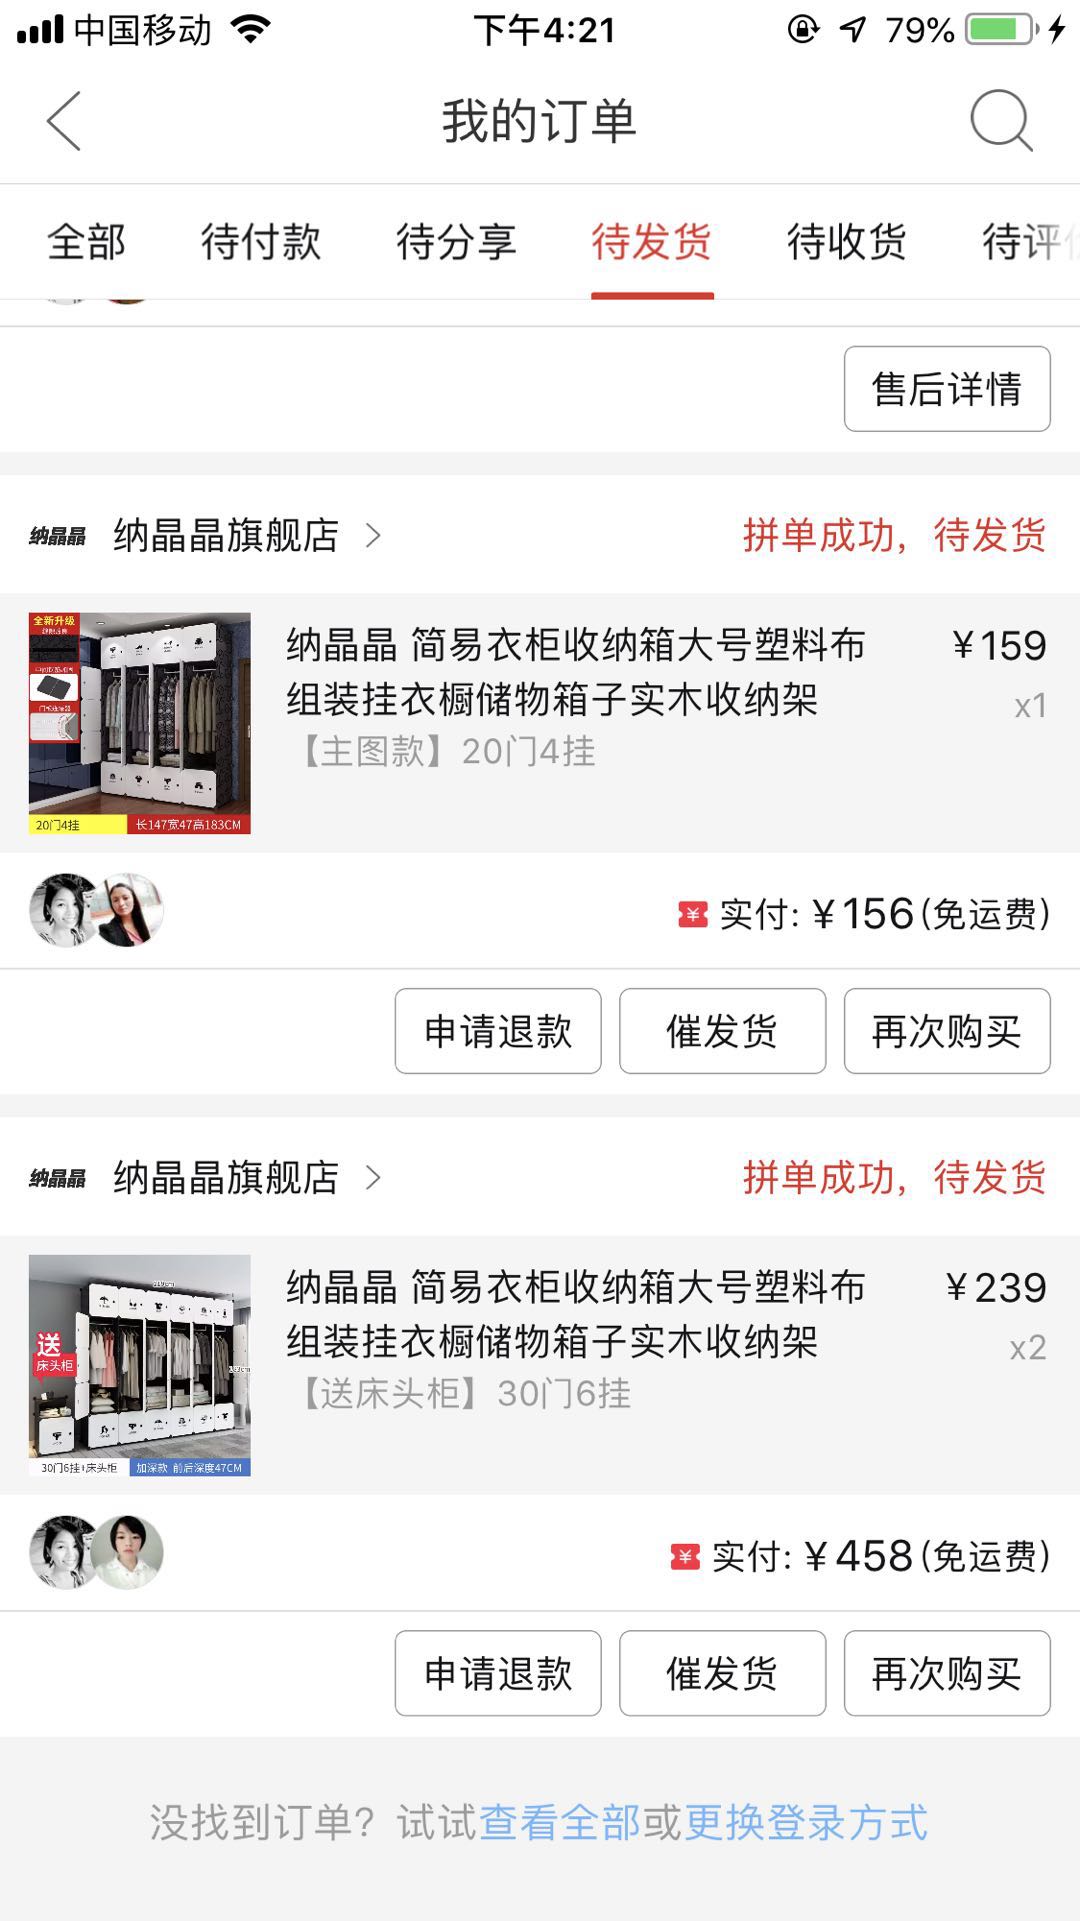 中国移动
下午4:21
79%
我的订单
全部
待付款
待分享
待发货
待收货
待评价
售后详情
纳晶晶
纳晶晶旗舰店
拼单成功，待发货
全新升级
20门4挂
长147宽47高183CM
纳晶晶 简易衣柜收纳箱大号塑料布
组装挂衣橱储物箱子实木收纳架
【主图款】20门4挂
¥159
x1
实付: ¥156(免运费)
申请退款
催发货
再次购买
纳晶晶
纳晶晶旗舰店
拼单成功，待发货
送
床头柜
30门6挂+床头柜
加深款 前后深度47CM
纳晶晶 简易衣柜收纳箱大号塑料布
组装挂衣橱储物箱子实木收纳架
【送床头柜】30门6挂
¥239
x2
实付: ¥458(免运费)
申请退款
催发货
再次购买
没找到订单？试试查看全部或更换登录方式